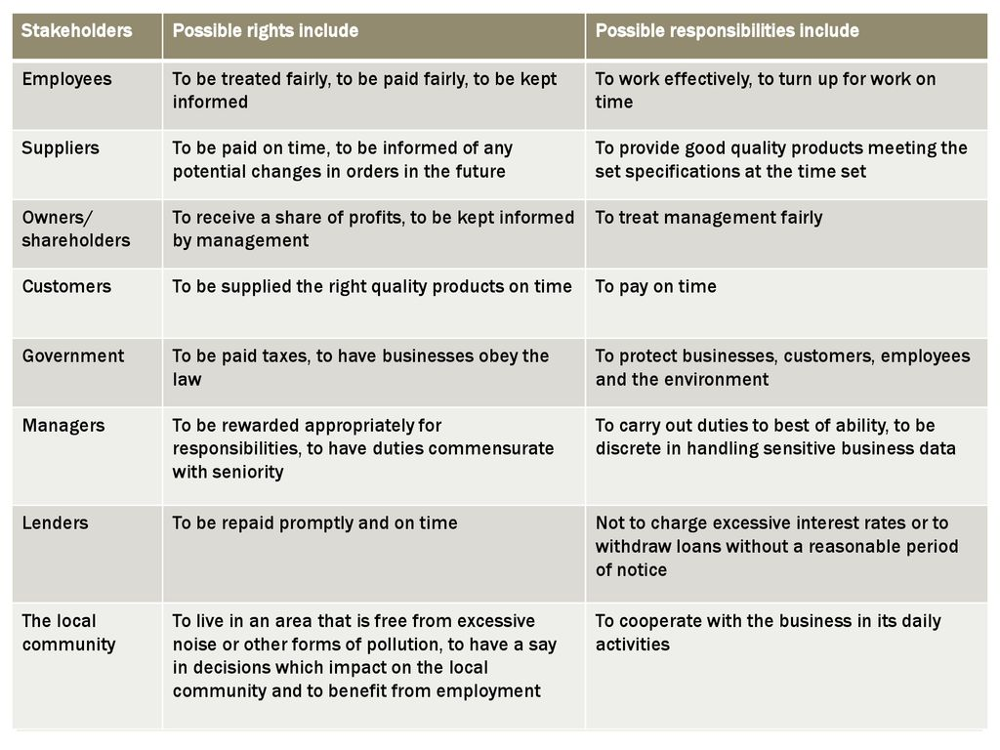 Stakeholders
Possible rights include
Possible responsibilities include
Employees
To be treated fairly, to be paid fairly, to be kept
informed
To work effectively, to turn up for work on
time
Suppliers
To be paid on time, to be informed of any
potential changes in orders in the future
To provide good quality products meeting the
set specifications at the time set
Owners/
shareholders
To receive a share of profits, to be kept informed
by management
To treat management fairly
Customers
To be supplied the right quality products on time
To pay on time
Government
To be paid taxes, to have businesses obey the
law
To protect businesses, customers, employees
and the environment
Managers
To be rewarded appropriately for
responsibilities, to have duties commensurate
with seniority
To carry out duties to best of ability, to be
discrete in handling sensitive business data
Lenders
To be repaid promptly and on time
Not to charge excessive interest rates or to
withdraw loans without a reasonable period
of notice
The local
community
To live in an area that is free from excessive
noise or other forms of pollution, to have a say
in decisions which impact on the local
community and to benefit from employment
To cooperate with the business in its daily
activities